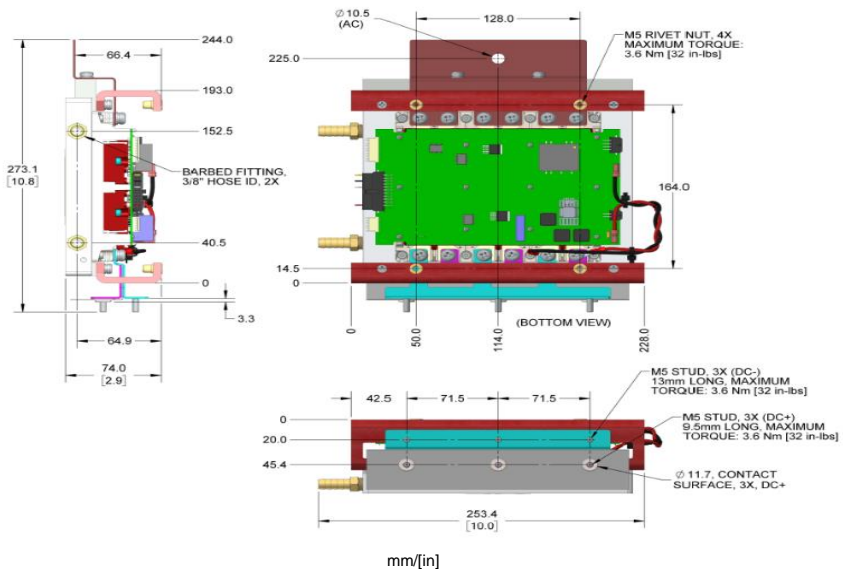 Ø 10.5
(AC)
128.0
M5 RIVET NUT, 4X
MAXIMUM TORQUE:
3.6 Nm [32 in-lbs]
244.0
66.4
225.0
193.0
152.5
BARBED FITTING,
3/8" HOSE ID, 2X
273.1
[10.8]
164.0
40.5
0
14.5
0
3.3
(BOTTOM VIEW)
0
50.0
114.0
228.0
64.9
74.0
[2.9]
M5 STUD, 3X (DC-)
13mm LONG, MAXIMUM
TORQUE: 3.6 Nm [32 in-lbs]
42.5
71.5
71.5
M5 STUD, 3X (DC+)
9.5mm LONG, MAXIMUM
TORQUE: 3.6 Nm [32 in-lbs]
0
20.0
45.4
Ø 11.7, CONTACT
SURFACE, 3X, DC+
253.4
[10.0]
mm/[in]